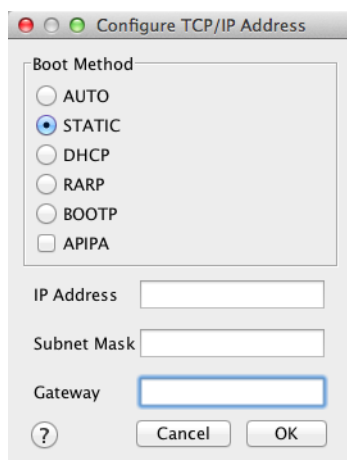 Configure TCP/IP Address
Boot Method
AUTO
STATIC
DHCP
RARP
BOOTP
APIPA
IP Address
Subnet Mask
Gateway
? Cancel OK